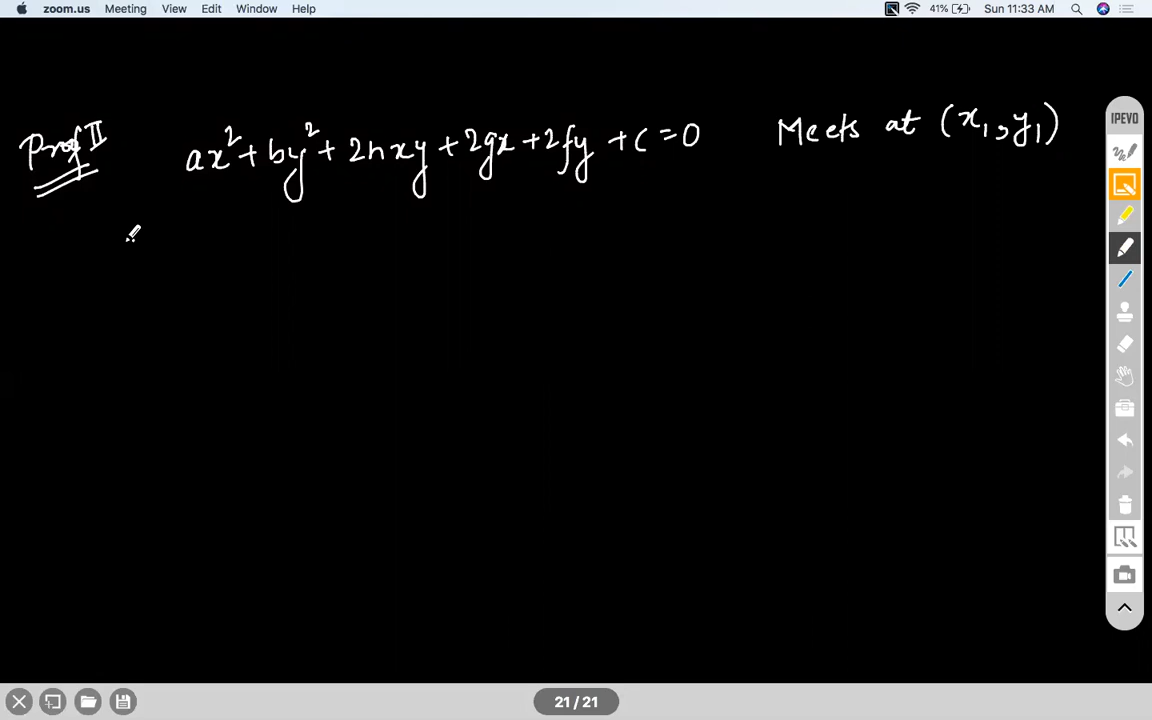 zoom.us Meeting View Edit Window Help 41% Sun 11:33 AM
Proof II ax²+by²+2hxy+2gx+2fy+c=0 Meets at (x₁,y₁)
IPEVO
21 / 21